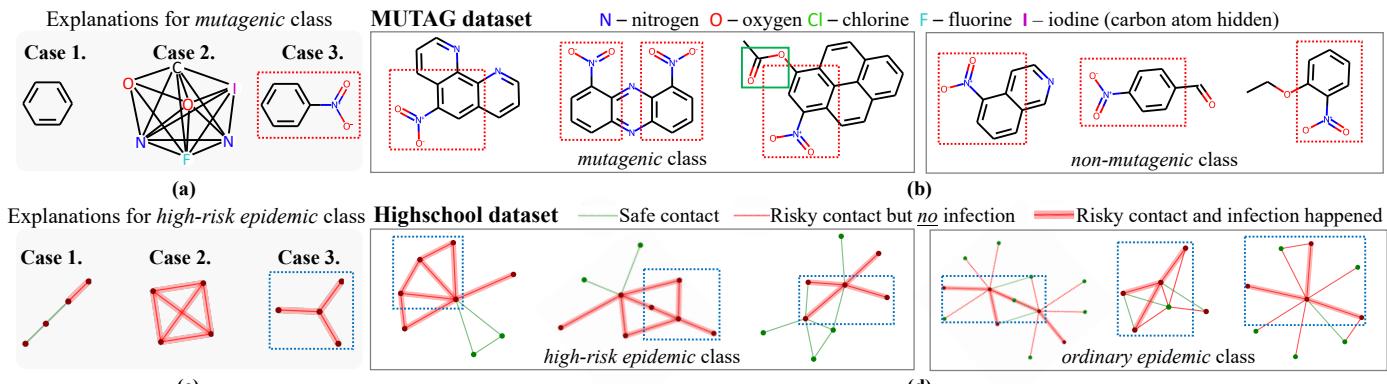 Explanations for mutagenic class
MUTAG dataset
N – nitrogen O – oxygen Cl – chlorine F – fluorine I – iodine (carbon atom hidden)
Case 1. Case 2. Case 3.
C
O
I
O
N
N
F
N⁺
O
O⁻
N
N
N⁺
O
O⁻
O⁻
N⁺
O
O⁻
N⁺
O
N
N
O
O
N⁺
O⁻
O
N⁺
O
O⁻
N
O⁻
N⁺
O
O
O
N⁺
O
O⁻
mutagenic class
non-mutagenic class
(a)
(b)
Explanations for high-risk epidemic class
Highschool dataset
Safe contact Risky contact but no infection Risky contact and infection happened
Case 1. Case 2. Case 3.
high-risk epidemic class
ordinary epidemic class